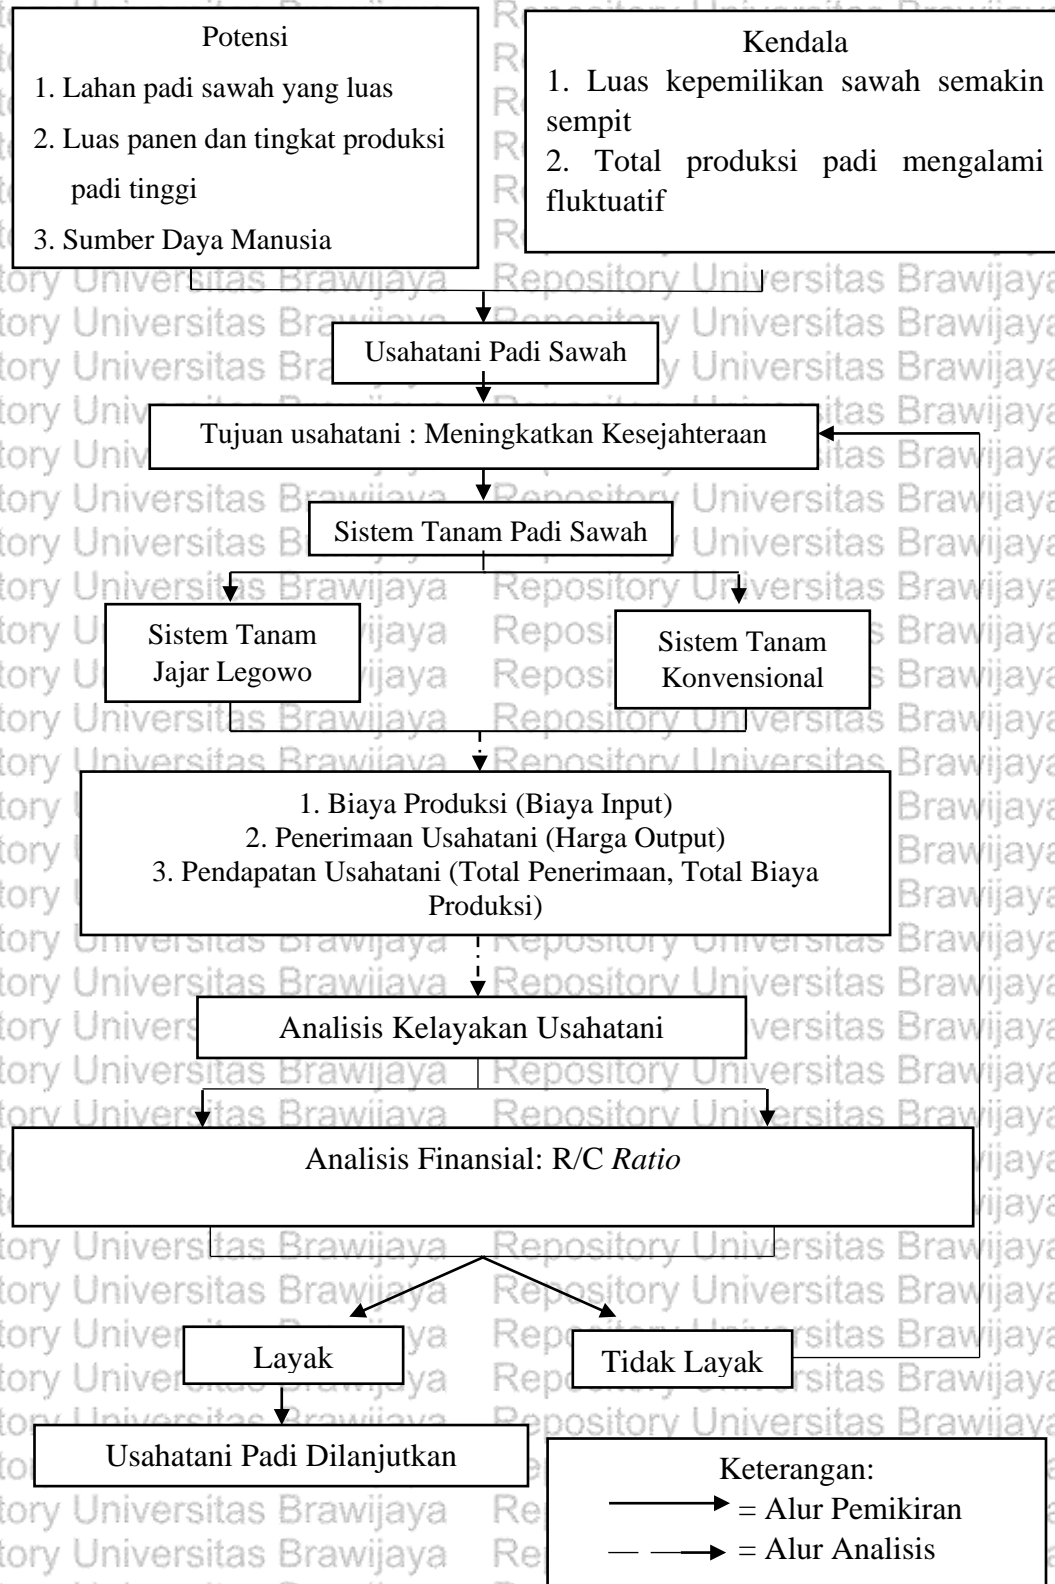 Potensi
1. Lahan padi sawah yang luas
2. Luas panen dan tingkat produksi
padi tinggi
3. Sumber Daya Manusia
Kendala
1. Luas kepemilikan sawah semakin
sempit
2. Total produksi padi mengalami
fluktuatif
Usahatani Padi Sawah
Tujuan usahatani : Meningkatkan Kesejahteraan
Sistem Tanam Padi Sawah
Sistem Tanam
Jajar Legowo
Sistem Tanam
Konvensional
1. Biaya Produksi (Biaya Input)
2. Penerimaan Usahatani (Harga Output)
3. Pendapatan Usahatani (Total Penerimaan, Total Biaya
Produksi)
Analisis Kelayakan Usahatani
Analisis Finansial: R/C Ratio
Layak
Tidak Layak
Usahatani Padi Dilanjutkan
Keterangan:
= Alur Pemikiran
= Alur Analisis
Repository Universitas Brawijaya